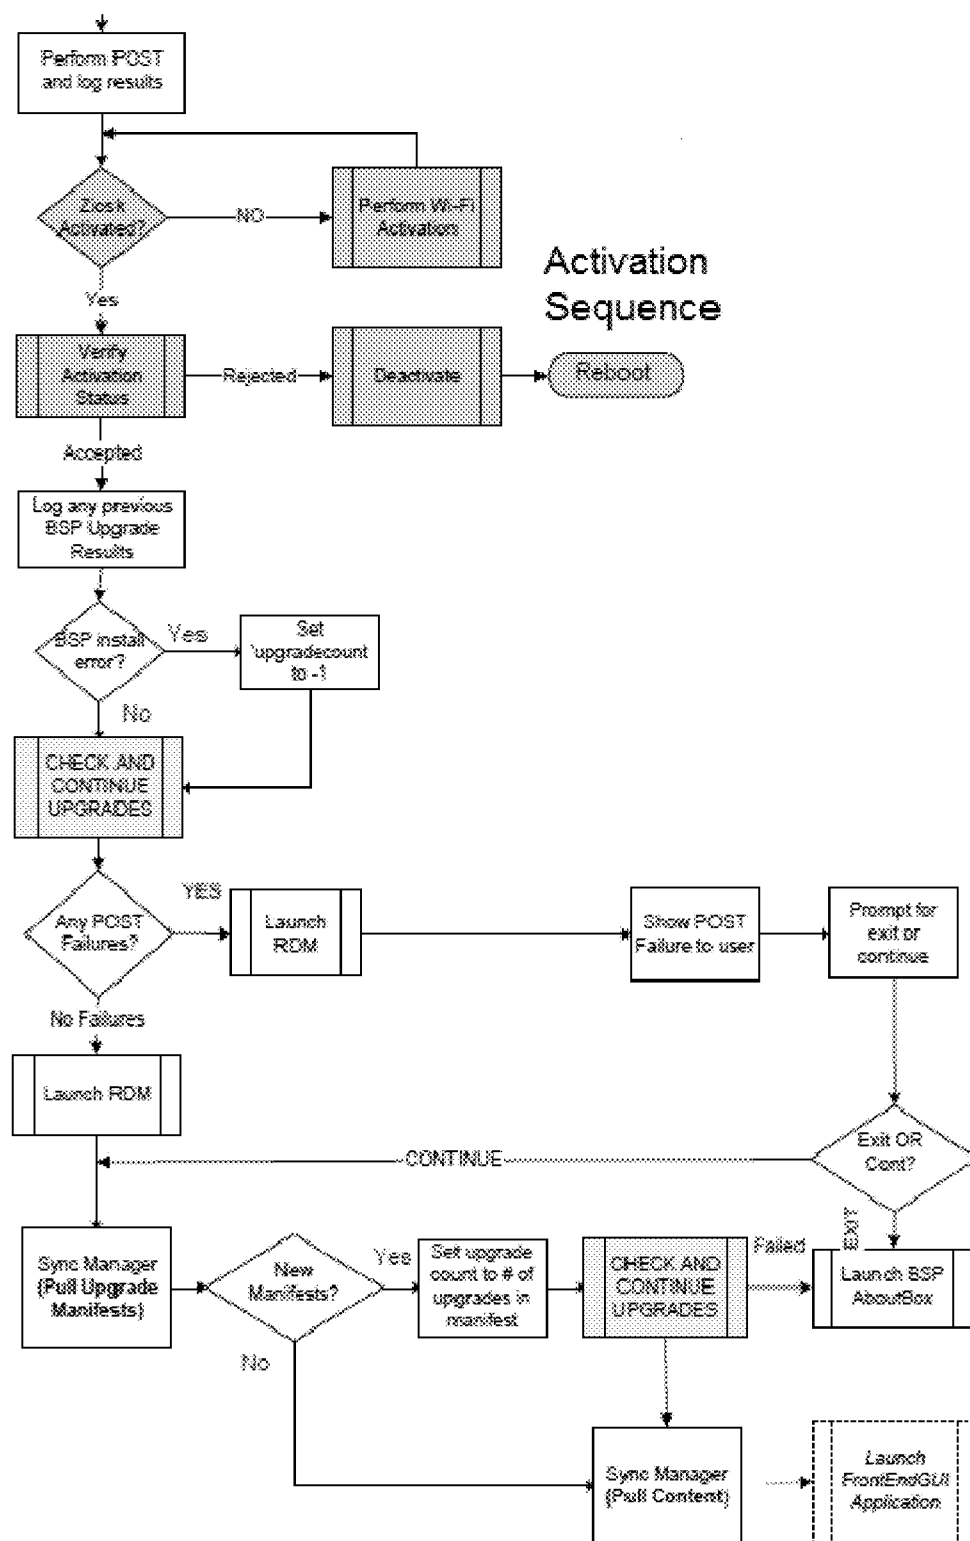 Perform POST
and log results
Ziosk
Activated?
NO
Perform Wi-Fi
Activation
Activation
Sequence
Yes
Verify
Activation
Status
Rejected
Deactivate
Reboot
Accepted
Log any previous
BSP Upgrade
Results
BSP install
error?
Yes
Set
\upgradecount
to -1
No
CHECK AND
CONTINUE
UPGRADES
Any POST
Failures?
YES
Launch
RDM
Show POST
Failure to user
Prompt for
exit or
continue
No Failures
Launch RDM
CONTINUE
Exit OR
Cont?
EXIT
Sync Manager
(Pull Upgrade
Manifests)
New
Manifests?
Yes
Set upgrade
count to # of
upgrades in
manifest
CHECK AND
CONTINUE
UPGRADES
Failed
Launch BSP
AboutBox
No
Sync Manager
(Pull Content)
Launch
FrontEndGUI
Application